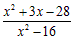 x² + 3x − 28
x² − 16